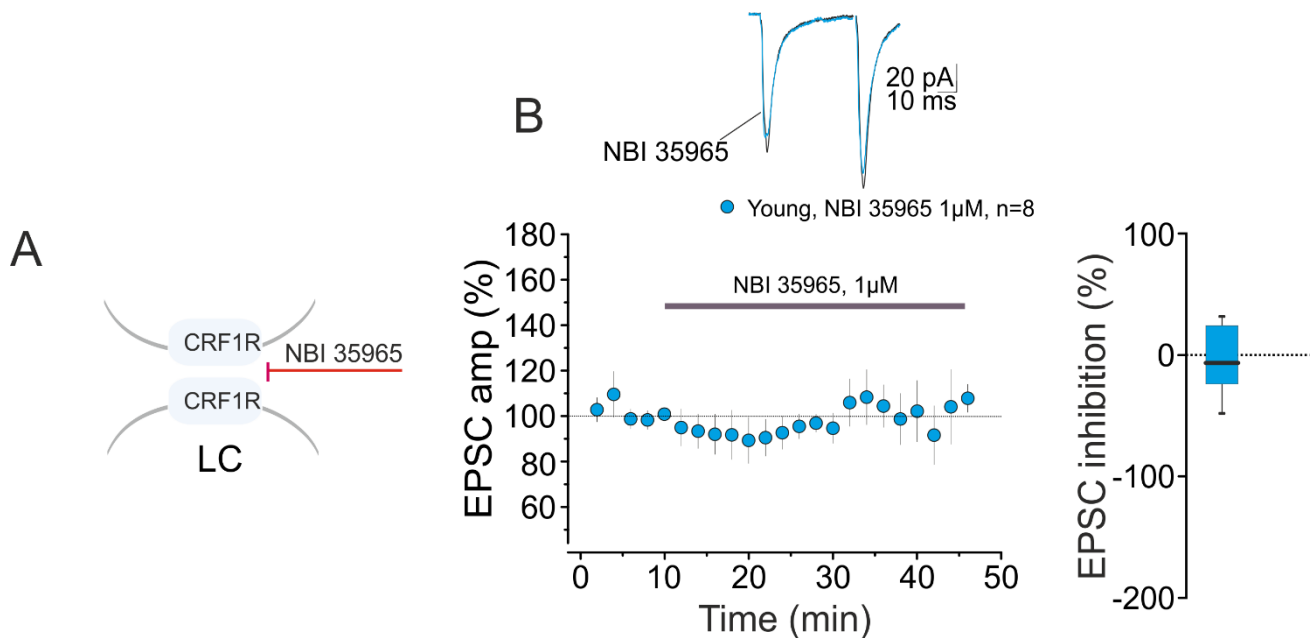 A
CRF1R
NBI 35965
CRF1R
LC
B
20 pA
10 ms
NBI 35965
Young, NBI 35965 1µM, n=8
EPSC amp (%)
180
160
140
120
100
80
60
NBI 35965, 1µM
0
10
20
30
40
50
Time (min)
EPSC inhibition (%)
100
0
-100
-200